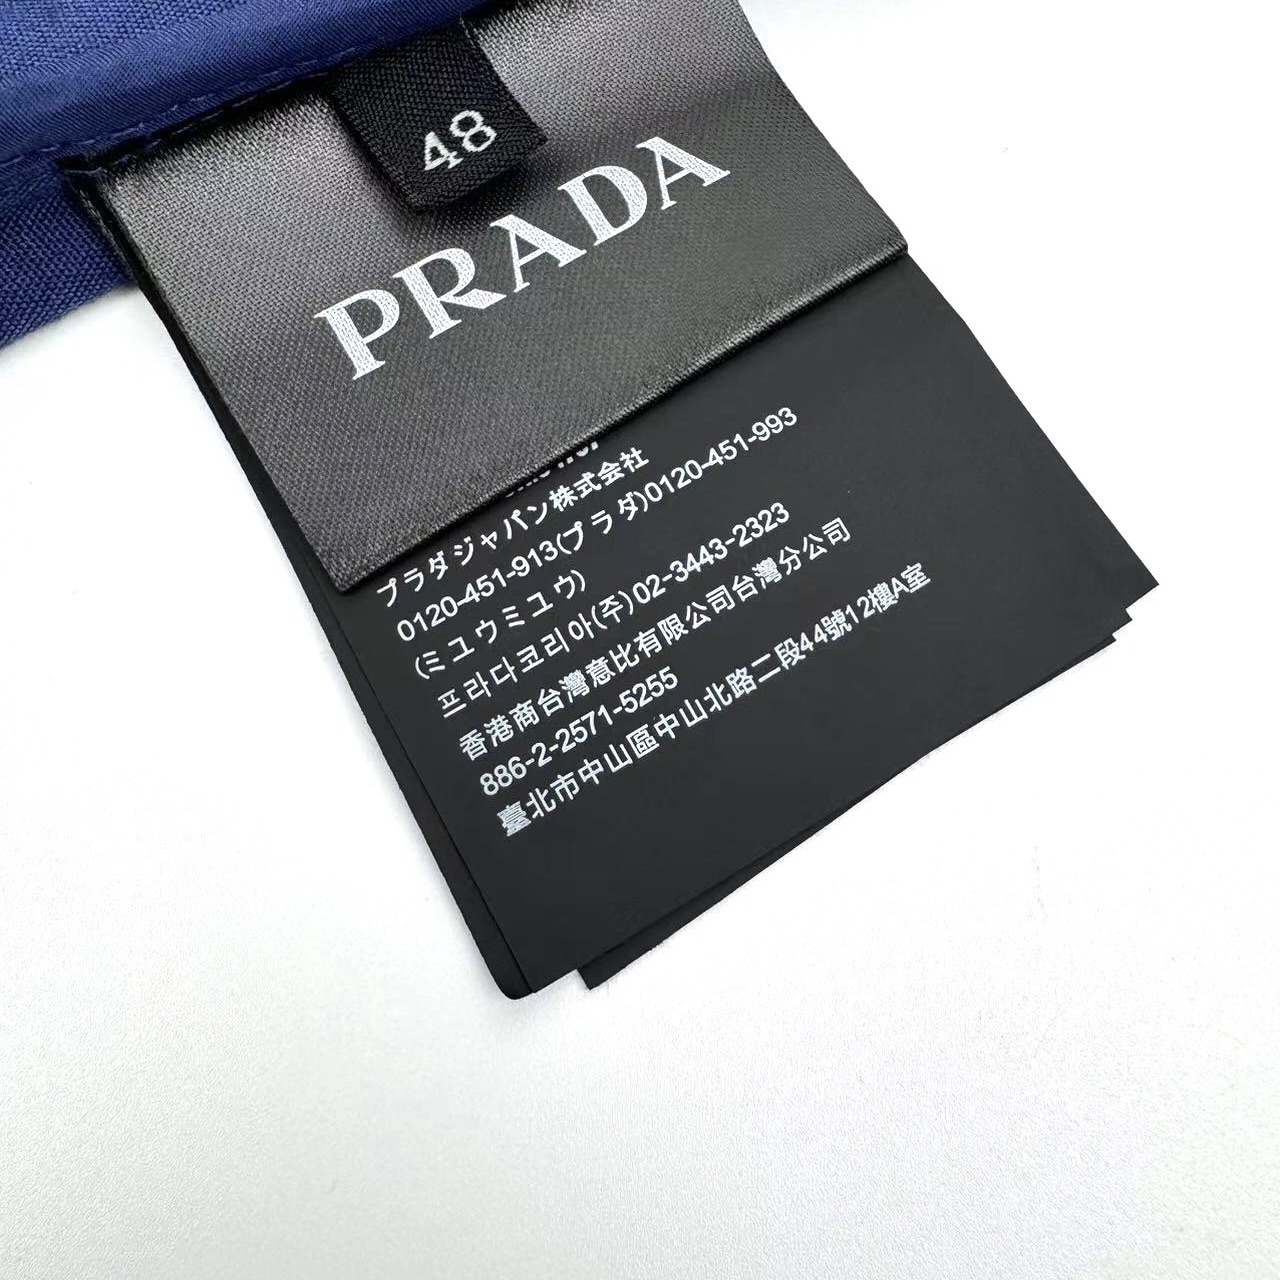 48
PRADA
プラダジャパン株式会社
0120-451-913(プラダ)0120-451-993
(ミュウミュウ)
프라다코리아(주)02-3443-2323
香港商台灣意比有限公司台灣分公司
886-2-2571-5255
臺北市中山區中山北路二段44號12樓A室